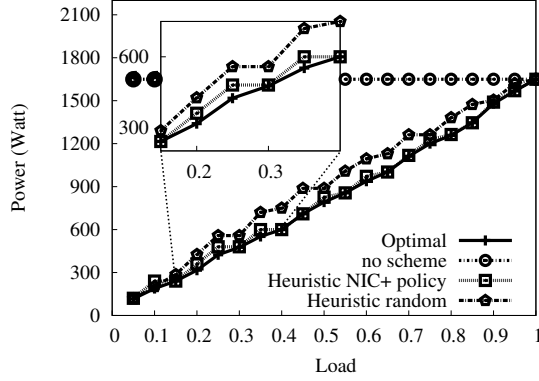 2100
1800
1500
1200
900
600
300
0
Power (Watt)
600
300
0.2
0.3
Optimal
no scheme
Heuristic NIC+ policy
Heuristic random
0 0.1 0.2 0.3 0.4 0.5 0.6 0.7 0.8 0.9 1
Load